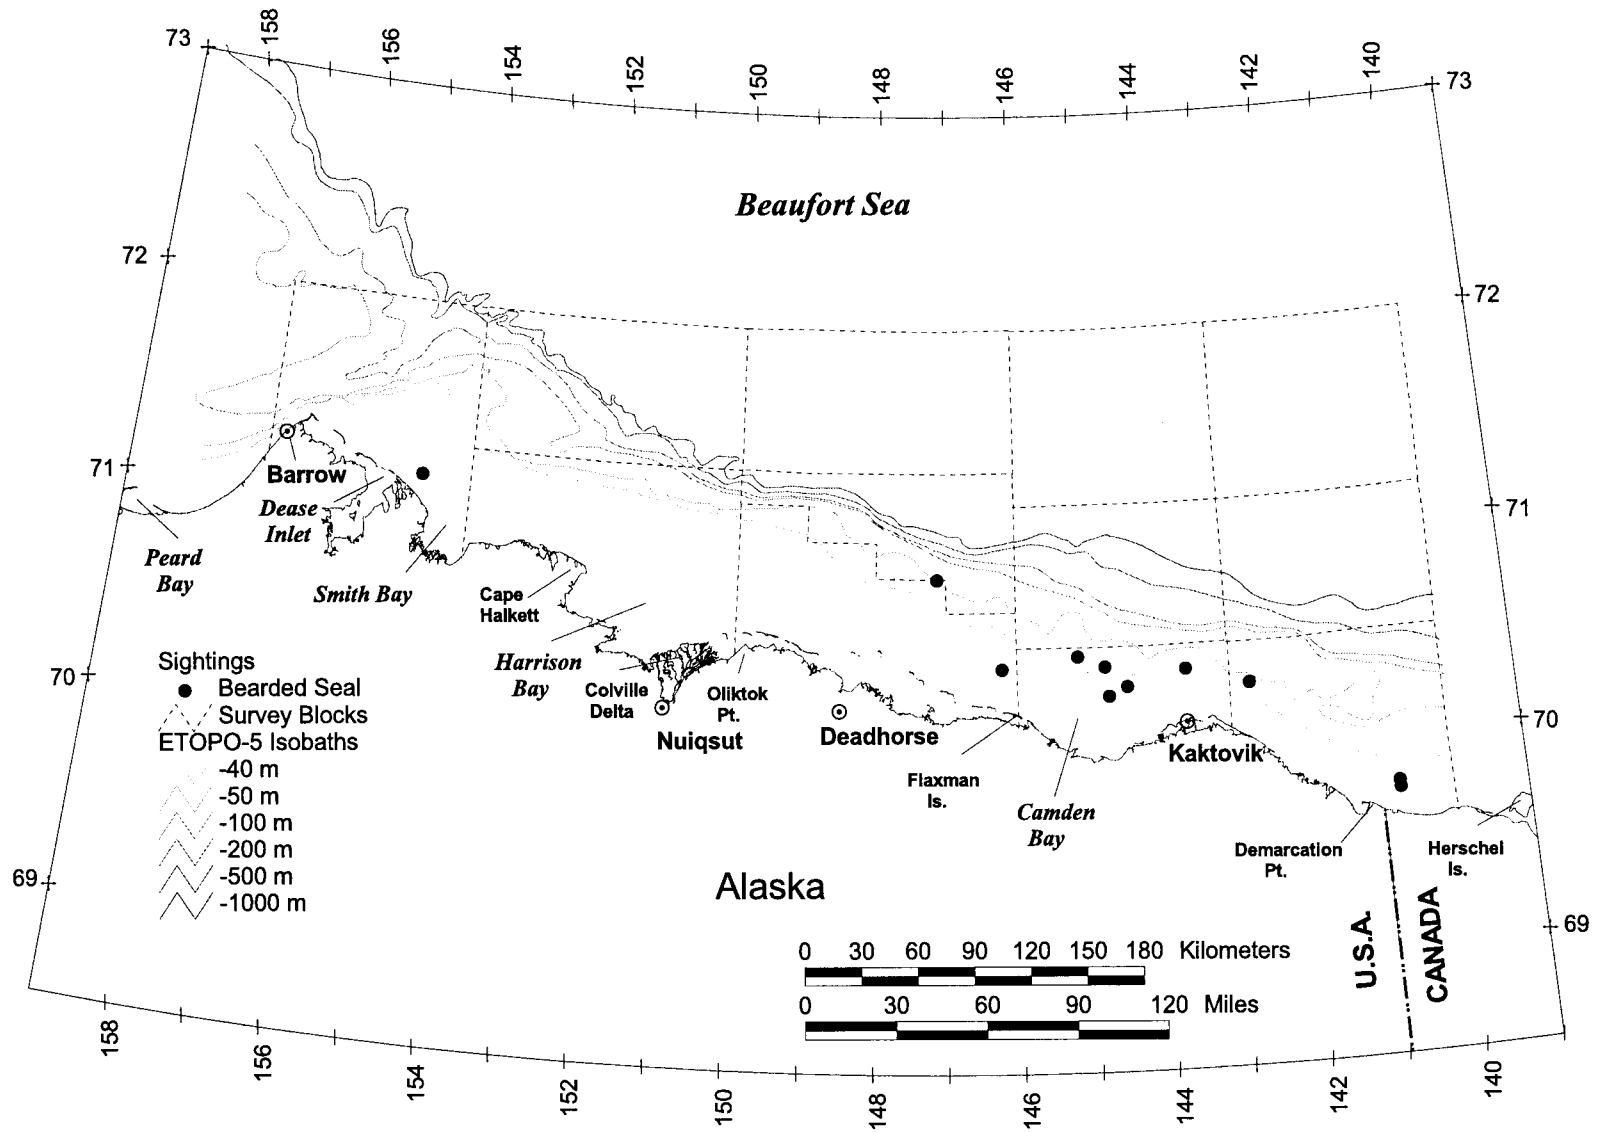 158
156
154
152
150
148
146
144
142
140
73
73
Beaufort Sea
72
72
71
71
Barrow
Dease
Inlet
Peard
Bay
Smith Bay
Cape
Halkett
Harrison
Bay
Colville
Delta
Oliktok
Pt.
Nuiqsut
Deadhorse
Kaktovik
Flaxman
Is.
Camden
Bay
Demarcation
Pt.
Herschel
Is.
70
70
Sightings
Bearded Seal
Survey Blocks
ETOPO-5 Isobaths
-40 m
-50 m
-100 m
-200 m
-500 m
-1000 m
69
69
Alaska
U.S.A.
CANADA
0 30 60 90 120 150 180 Kilometers
0 30 60 90 120 Miles
158
156
154
152
150
148
146
144
142
140